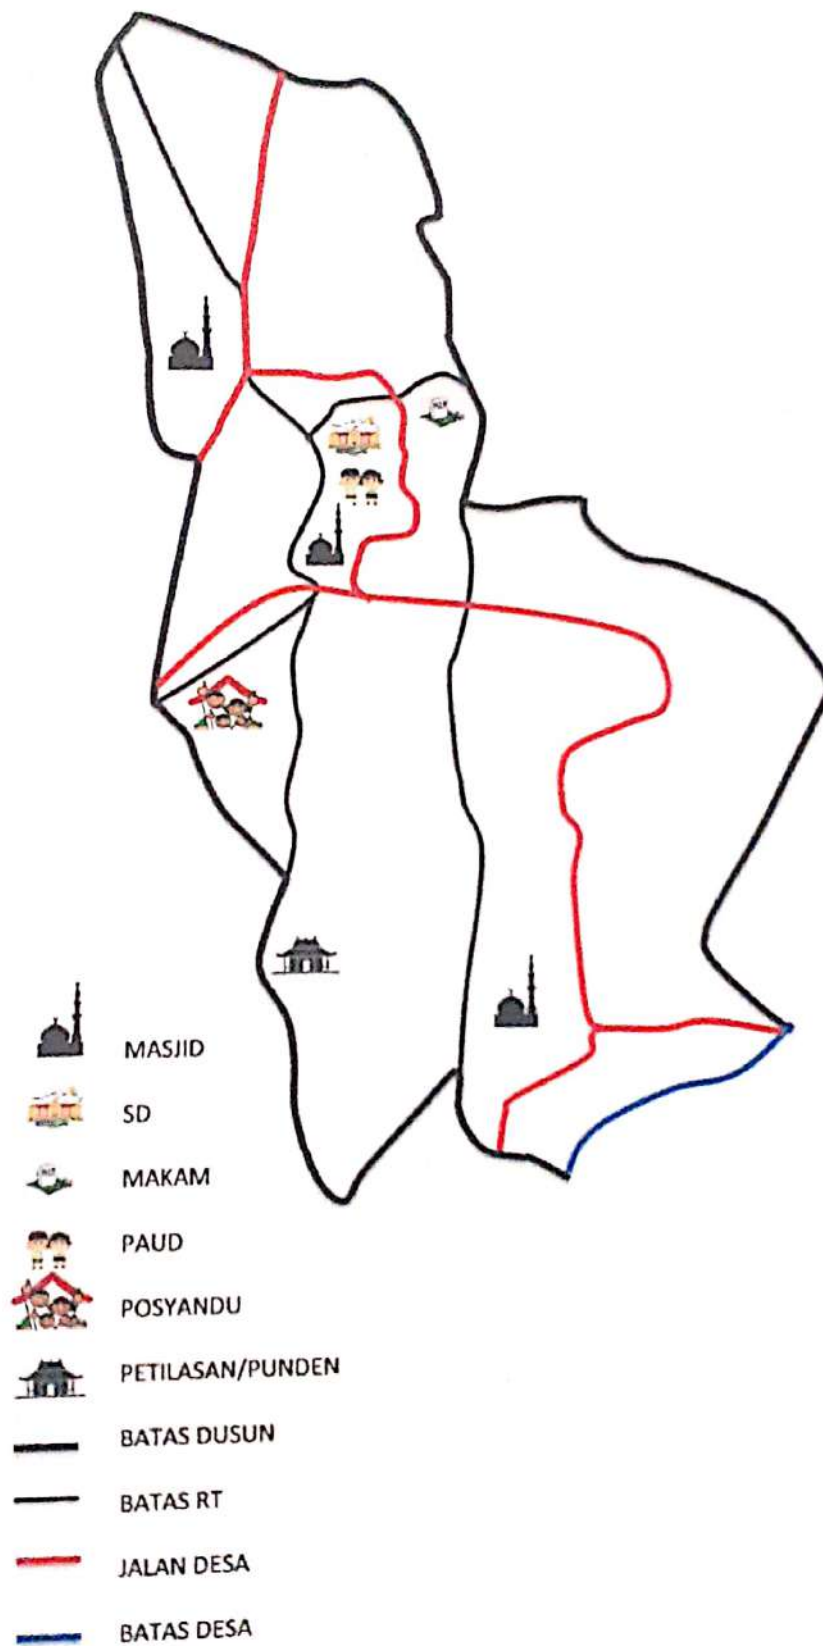 MASJID
SD
MAKAM
PAUD
POSYANDU
PETILASAN/PUNDEN
BATAS DUSUN
BATAS RT
JALAN DESA
BATAS DESA